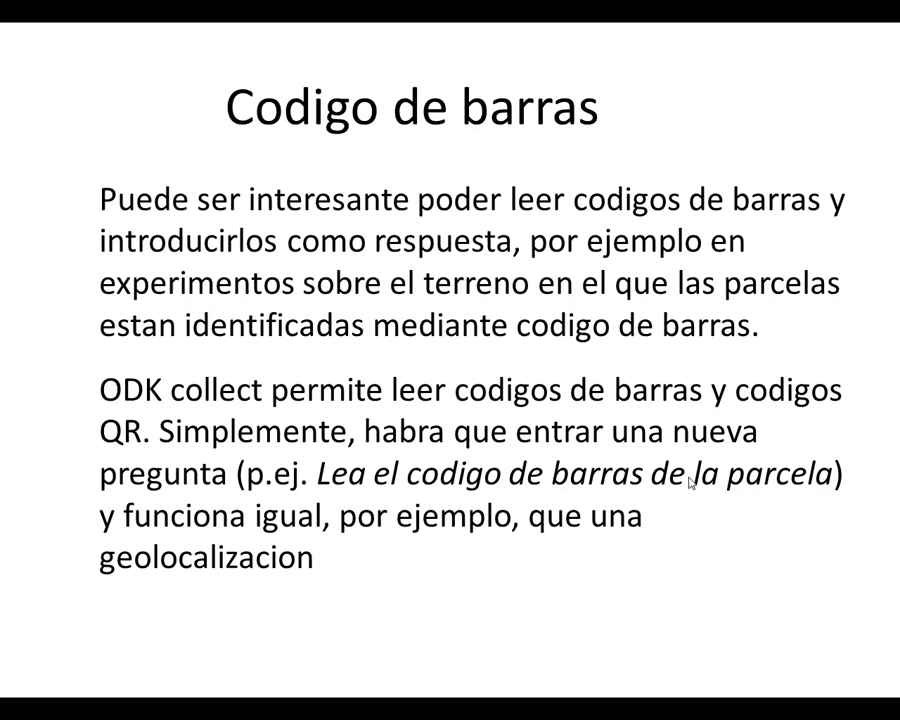 Codigo de barras
Puede ser interesante poder leer codigos de barras y
introducirlos como respuesta, por ejemplo en
experimentos sobre el terreno en el que las parcelas
estan identificadas mediante codigo de barras.
ODK collect permite leer codigos de barras y codigos
QR. Simplemente, habra que entrar una nueva
pregunta (p.ej. Lea el codigo de barras de la parcela)
y funciona igual, por ejemplo, que una
geolocalizacion